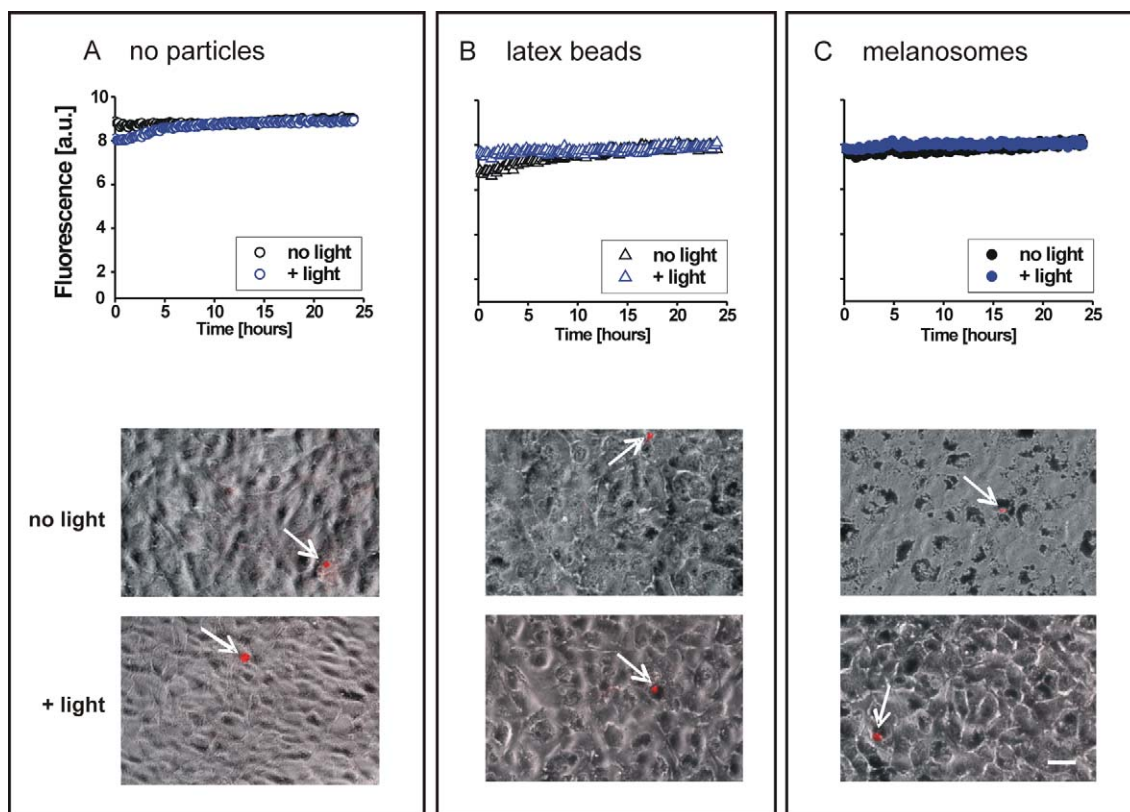 A no particles
Fluorescence [a.u.]
10
8
6
4
2
0
no light
+ light
0 5 10 15 20 25
Time [hours]
B latex beads
no light
+ light
0 5 10 15 20 25
Time [hours]
C melanosomes
no light
+ light
0 5 10 15 20 25
Time [hours]
no light
+ light